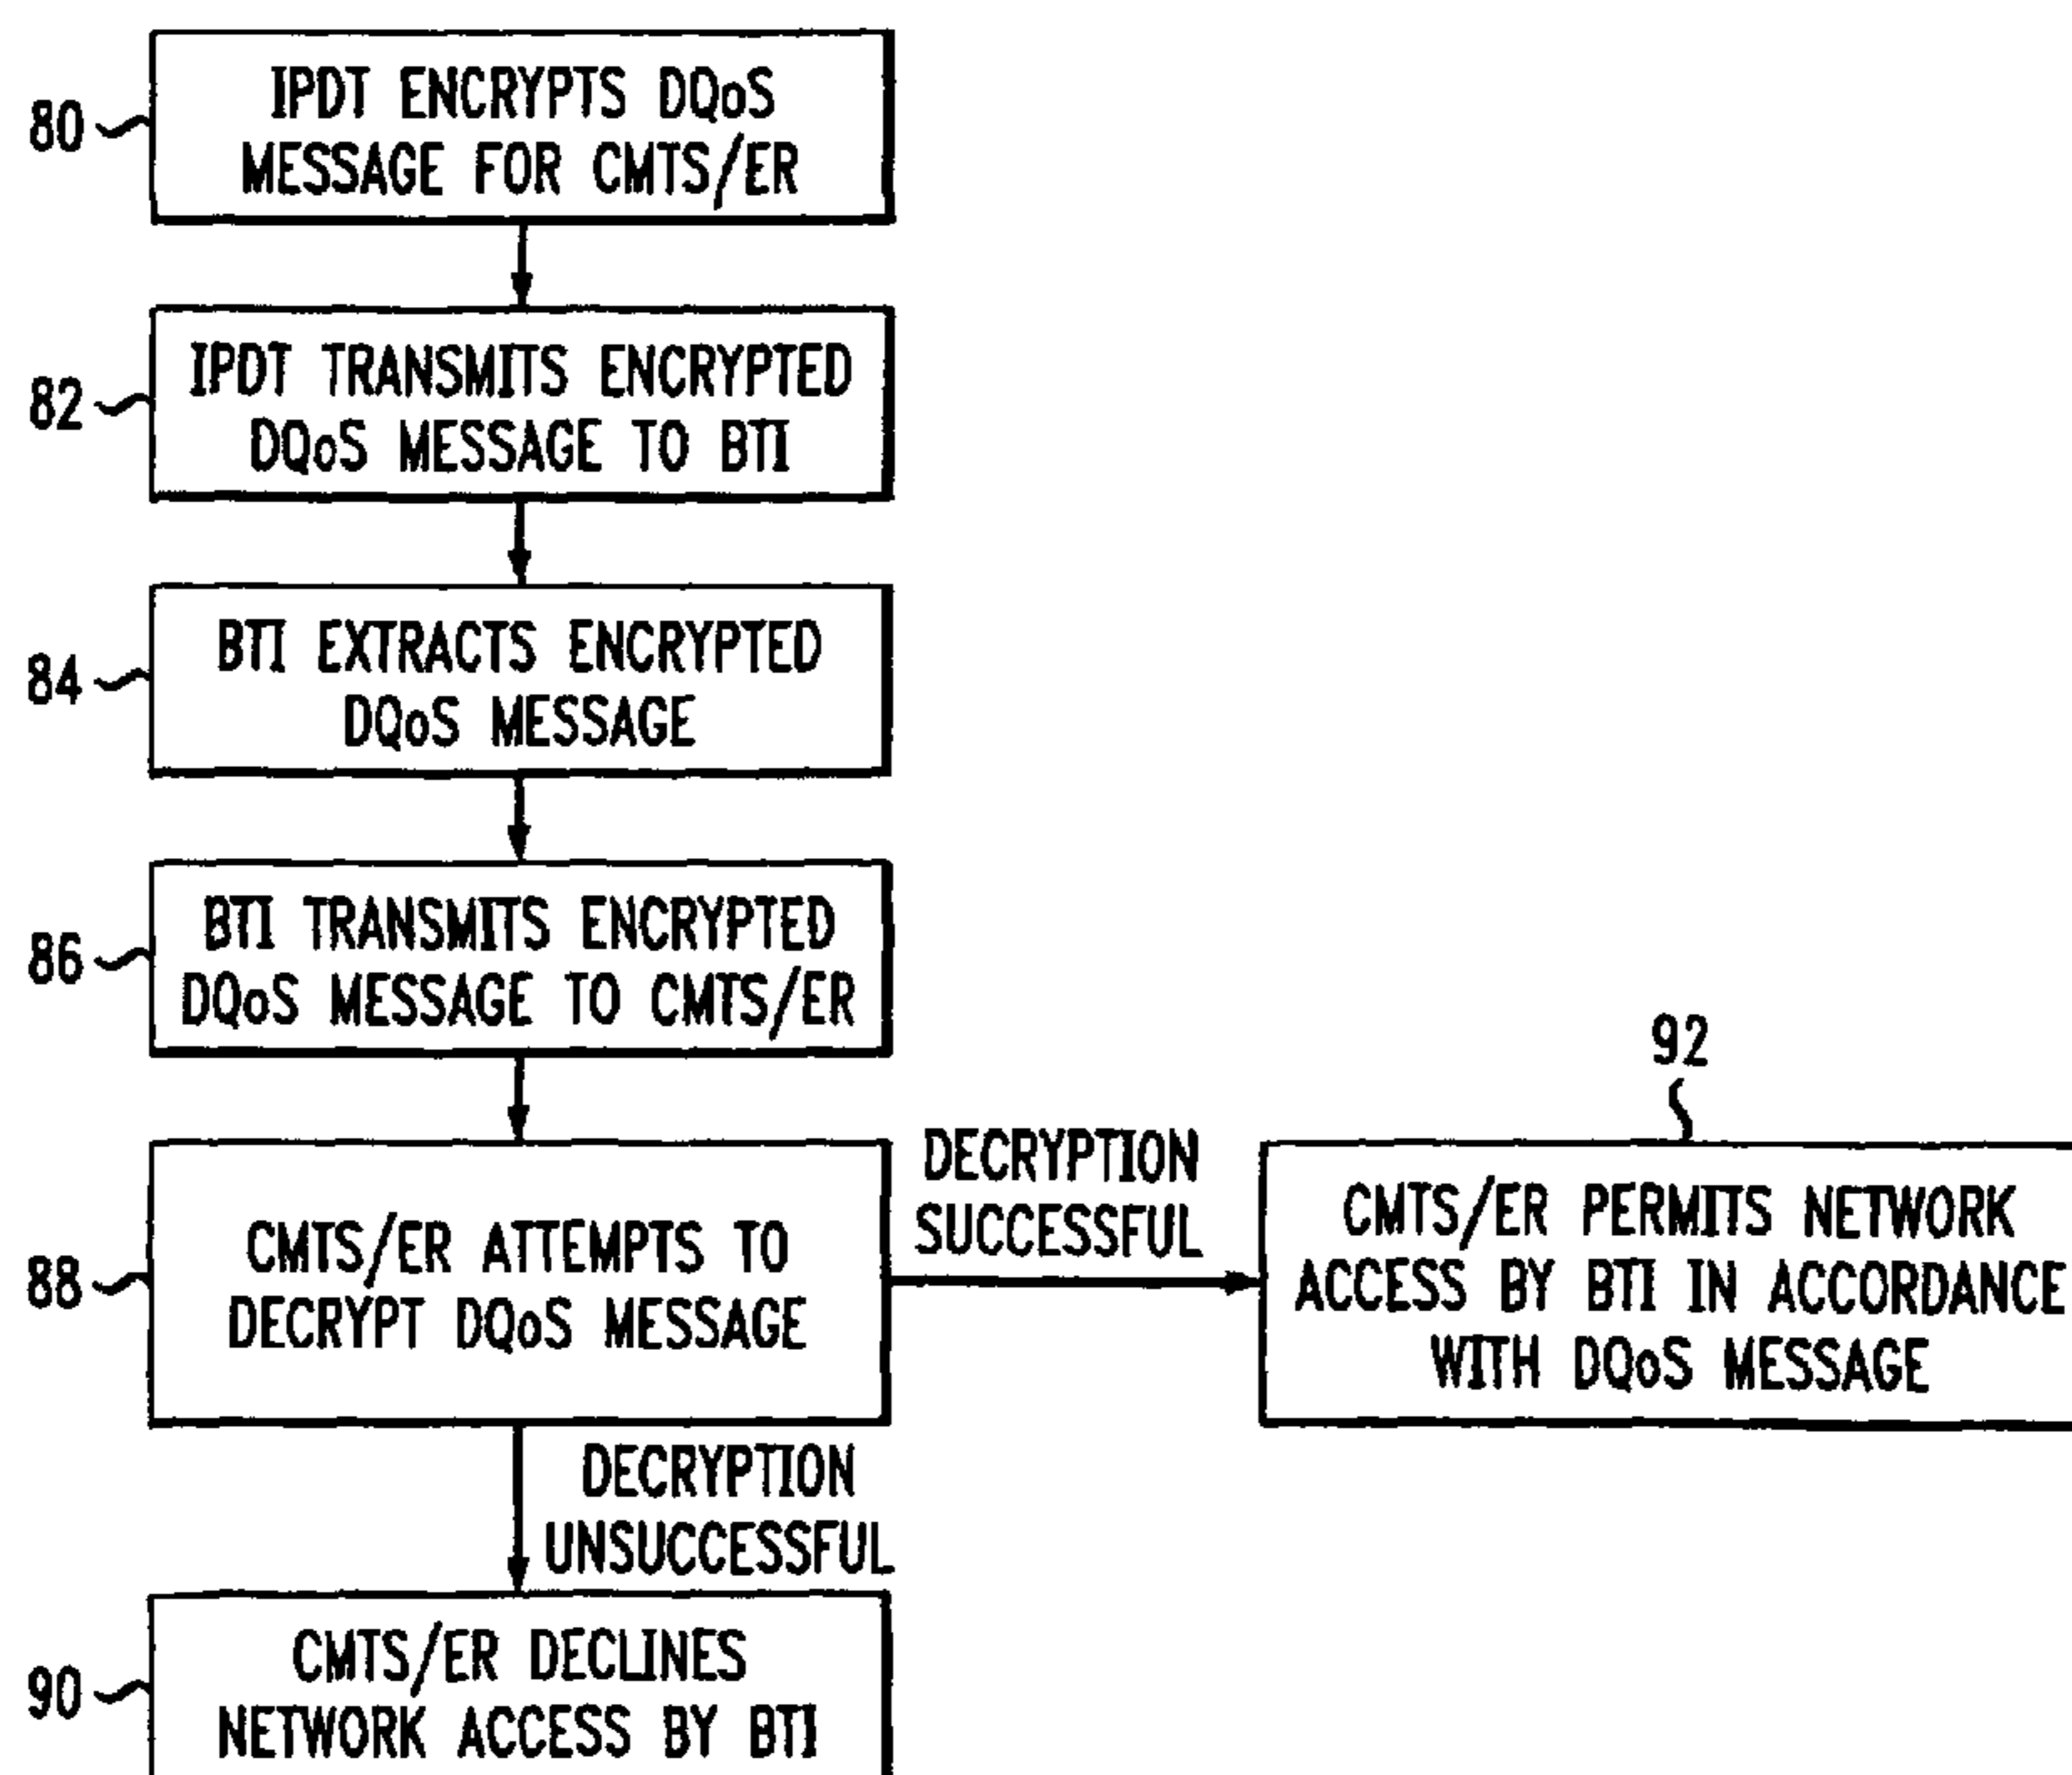 80
IPDT ENCRYPTS DQoS
MESSAGE FOR CMTS/ER
82
IPDT TRANSMITS ENCRYPTED
DQoS MESSAGE TO BTI
84
BTI EXTRACTS ENCRYPTED
DQoS MESSAGE
86
BTI TRANSMITS ENCRYPTED
DQoS MESSAGE TO CMTS/ER
88
CMTS/ER ATTEMPTS TO
DECRYPT DQoS MESSAGE
DECRYPTION
SUCCESSFUL
92
CMTS/ER PERMITS NETWORK
ACCESS BY BTI IN ACCORDANCE
WITH DQoS MESSAGE
DECRYPTION
UNSUCCESSFUL
90
CMTS/ER DECLINES
NETWORK ACCESS BY BTI